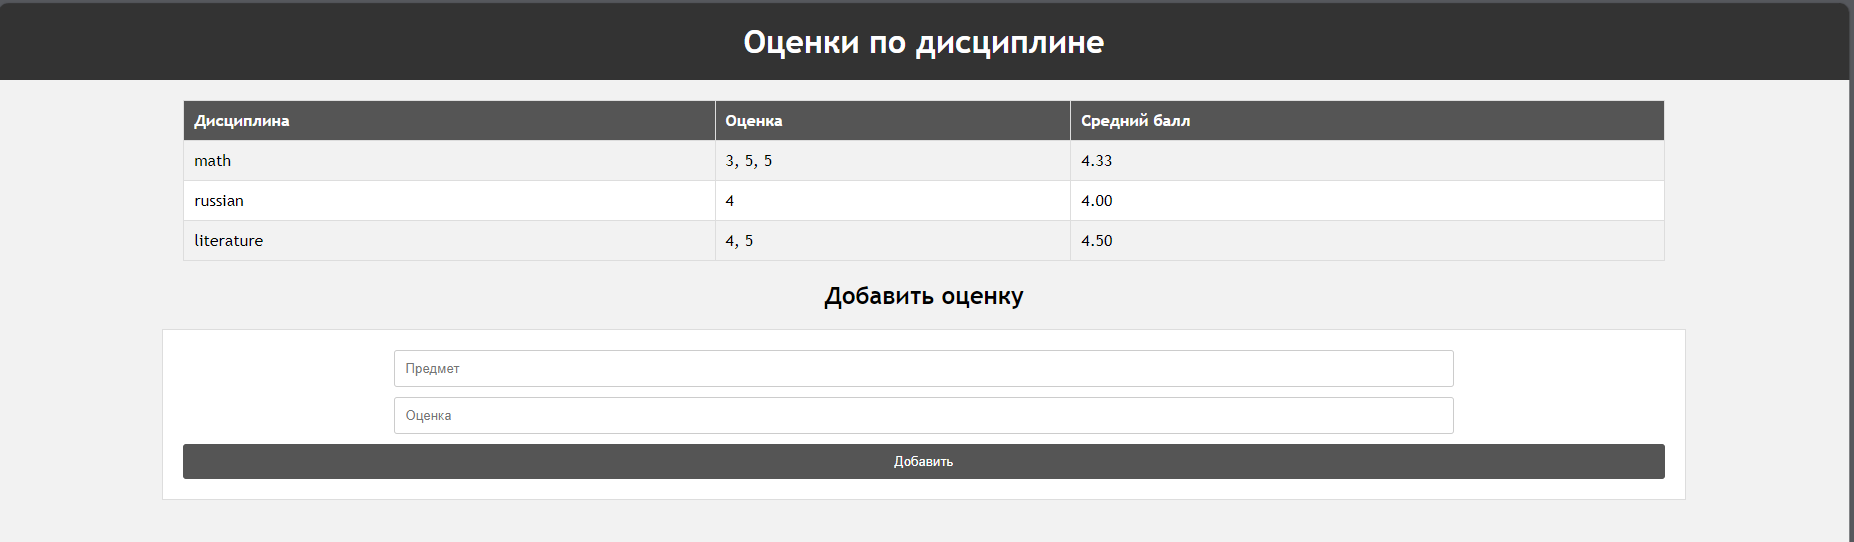 Оценки по дисциплине
Дисциплина Оценка Средний балл
math 3, 5, 5 4.33
russian 4 4.00
literature 4, 5 4.50
Добавить оценку
Предмет
Оценка
Добавить